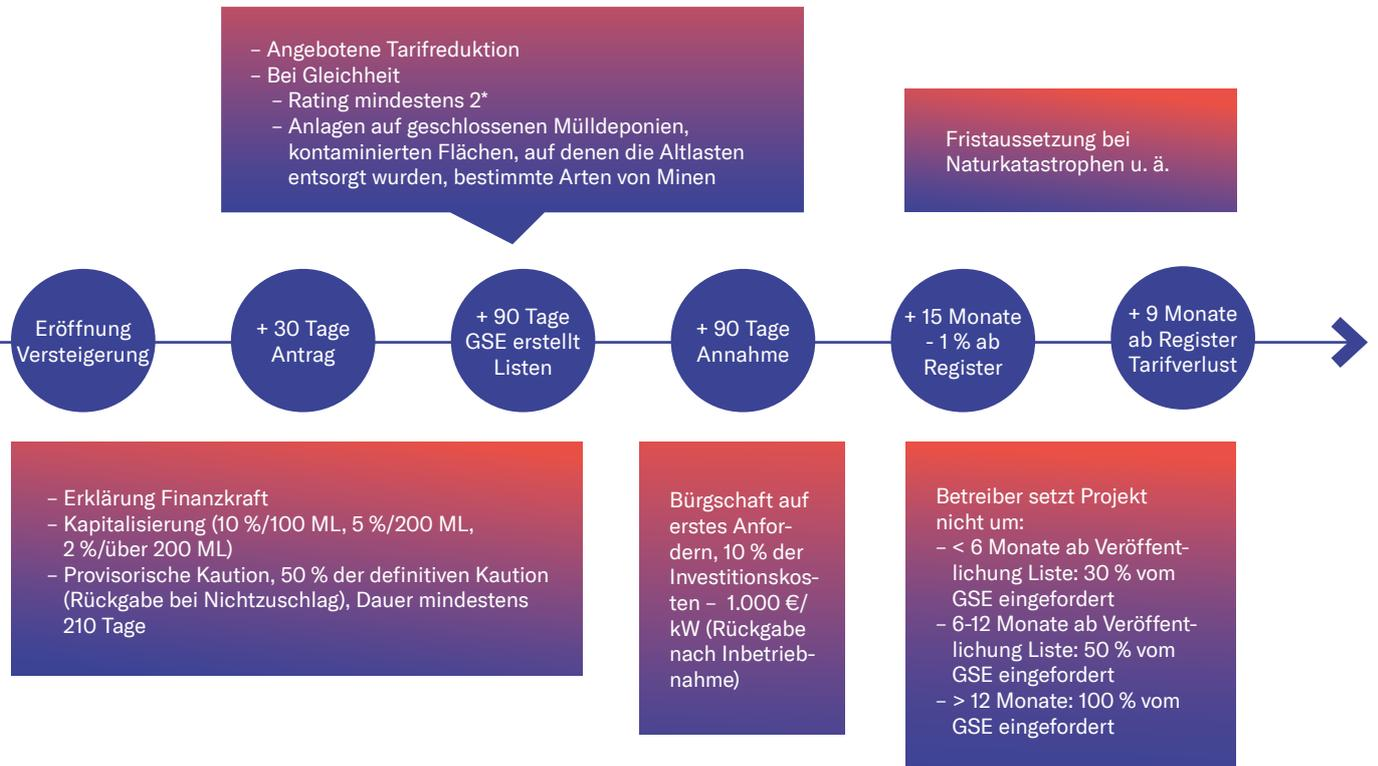 – Angebotene Tarifreduktion
– Bei Gleichheit
– Rating mindestens 2*
– Anlagen auf geschlossenen Mülldeponien,
kontaminierten Flächen, auf denen die Altlasten
entsorgt wurden, bestimmte Arten von Minen
Fristaussetzung bei
Naturkatastrophen u. ä.
Eröffnung
Versteigerung
+ 30 Tage
Antrag
+ 90 Tage
GSE erstellt
Listen
+ 90 Tage
Annahme
+ 15 Monate
- 1 % ab
Register
+ 9 Monate
ab Register
Tarifverlust
– Erklärung Finanzkraft
– Kapitalisierung (10 %/100 ML, 5 %/200 ML,
2 %/über 200 ML)
– Provisorische Kaution, 50 % der definitiven Kaution
(Rückgabe bei Nichtzuschlag), Dauer mindestens
210 Tage
Bürgschaft auf
erstes Anfor-
dern, 10 % der
Investitionskos-
ten – 1.000 €/
kW (Rückgabe
nach Inbetrieb-
nahme)
Betreiber setzt Projekt
nicht um:
– < 6 Monate ab Veröffent-
lichung Liste: 30 % vom
GSE eingefordert
– 6-12 Monate ab Veröffent-
lichung Liste: 50 % vom
GSE eingefordert
– > 12 Monate: 100 % vom
GSE eingefordert